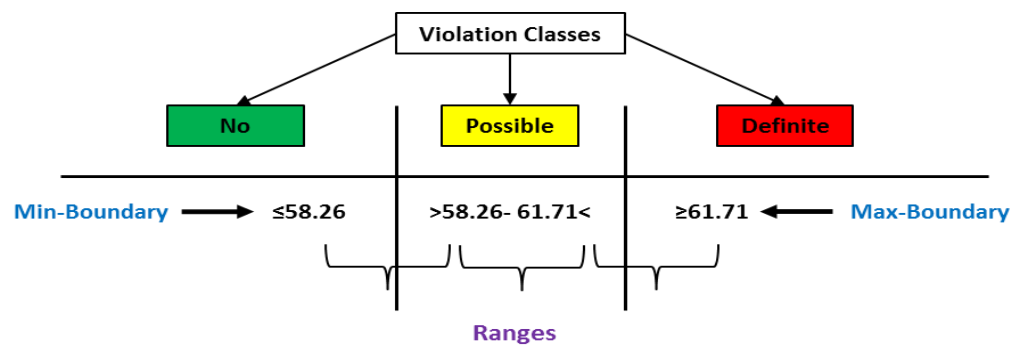 Violation Classes
No
Possible
Definite
Min-Boundary
≤58.26
>58.26- 61.71<
≥61.71
Max-Boundary
Ranges